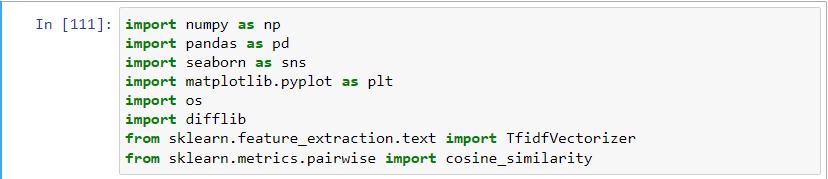 In [111]: import numpy as np
import pandas as pd
import seaborn as sns
import matplotlib.pyplot as plt
import os
import difflib
from sklearn.feature_extraction.text import TfidfVectorizer
from sklearn.metrics.pairwise import cosine_similarity